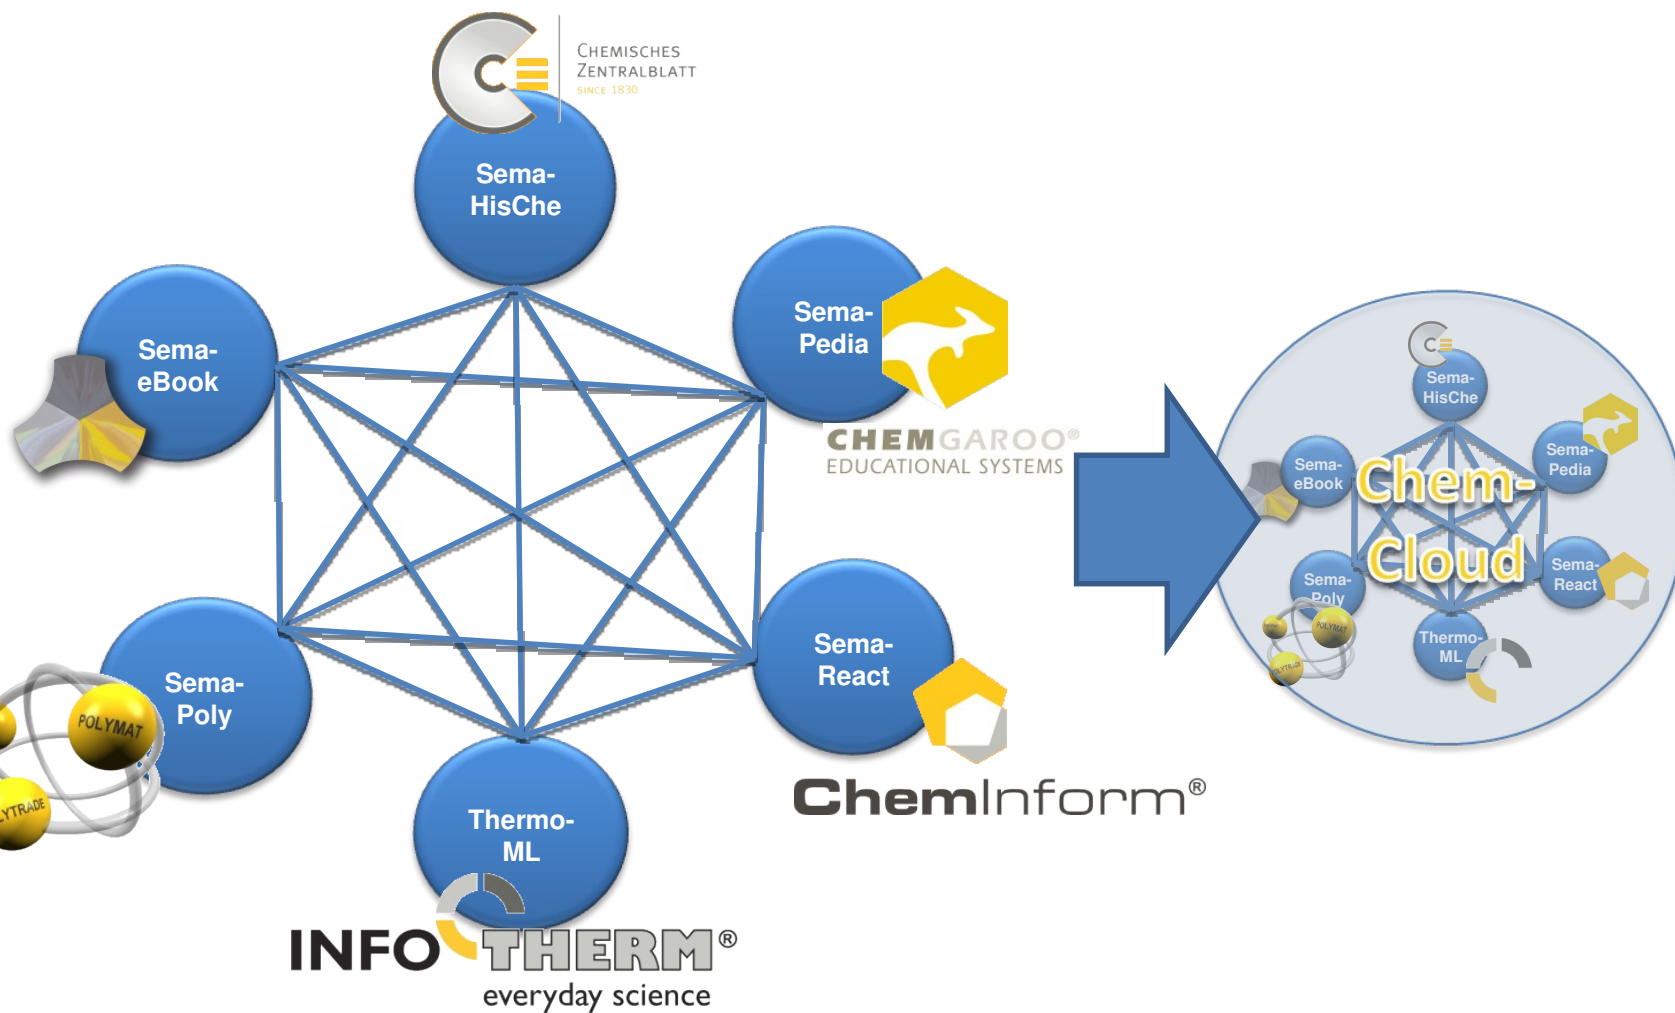 CHEMISCHES
ZENTRALBLATT
SINCE 1830
Sema-
HisChe
Sema-
Pedia
CHEMGAROO®
EDUCATIONAL SYSTEMS
Sema-
eBook
Sema-
React
ChemInform®
Sema-
Poly
POLYMAT
LYTRADE
Thermo-
ML
INFOTHERM®
everyday science
Sema-
HisChe
Sema-
Pedia
Sema-
eBook
Chem-
Cloud
Sema-
React
Sema-
Poly
POLYMAT
Thermo-
ML